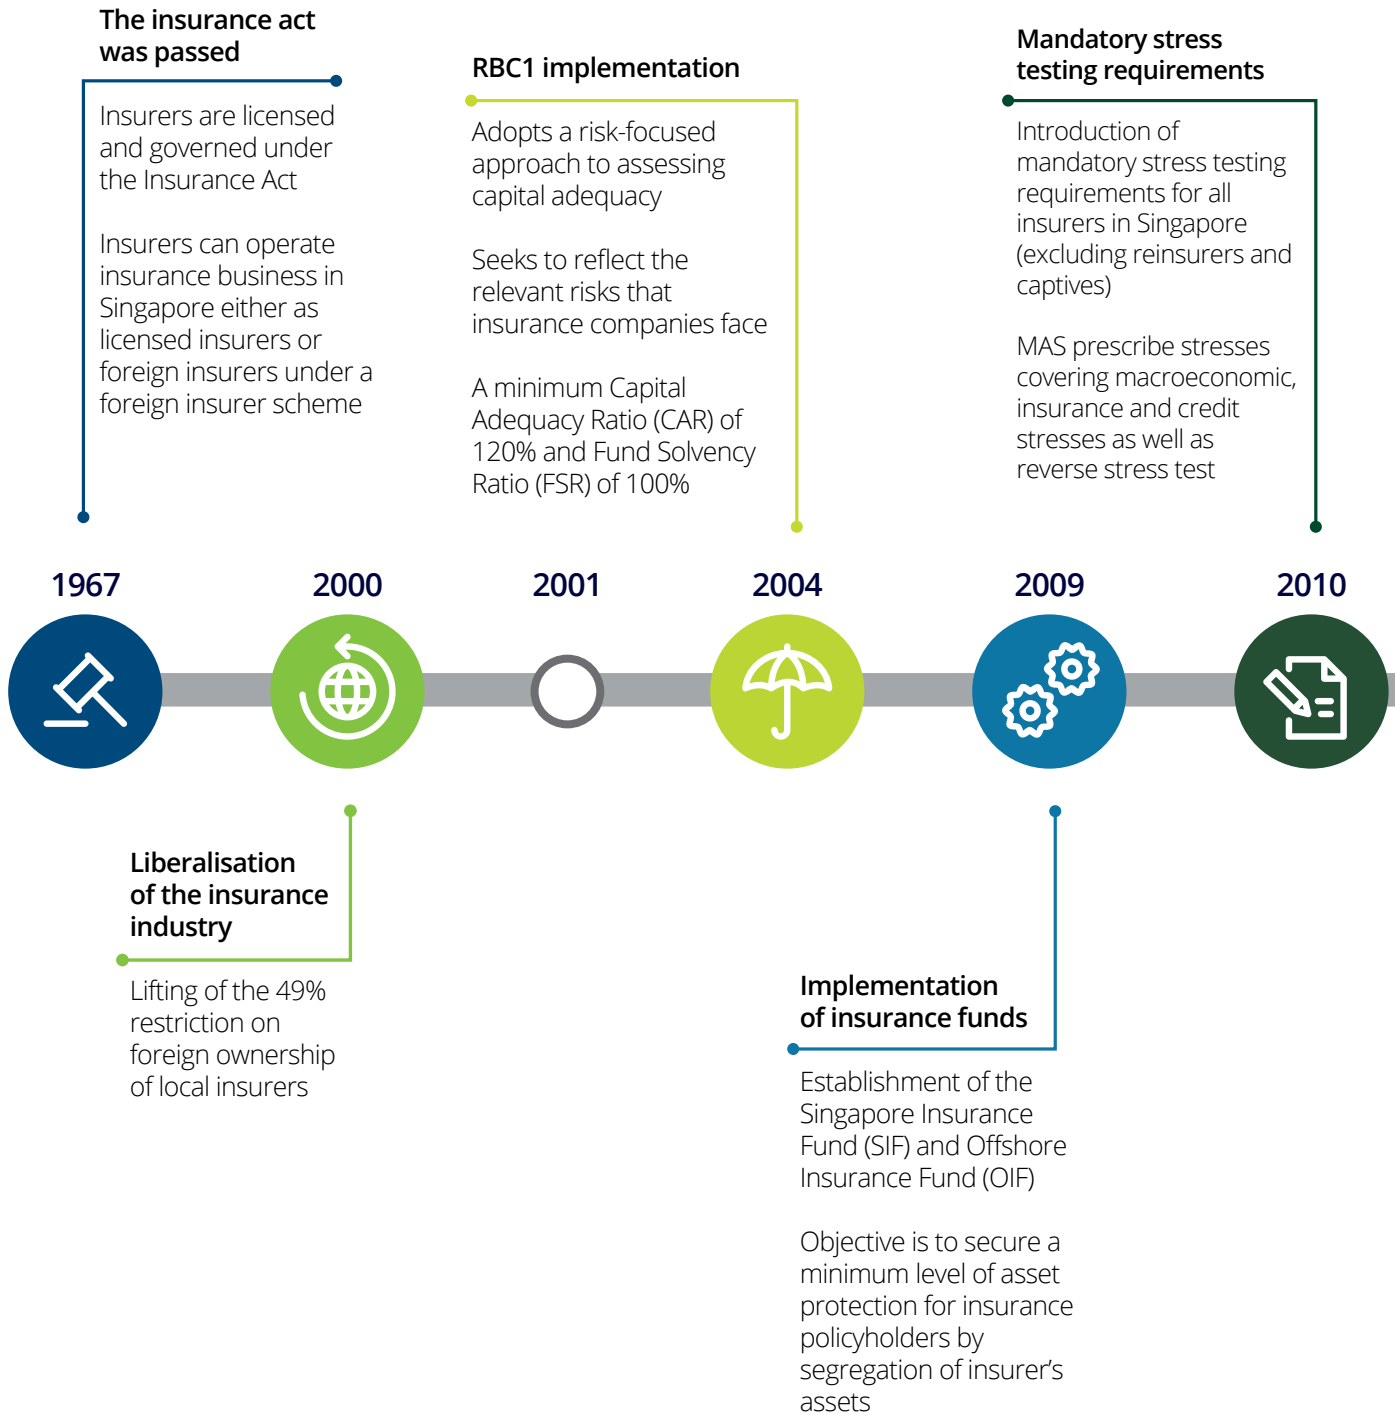 The insurance act
was passed
Insurers are licensed
and governed under
the Insurance Act
Insurers can operate
insurance business in
Singapore either as
licensed insurers or
foreign insurers under a
foreign insurer scheme
RBC1 implementation
Adopts a risk-focused
approach to assessing
capital adequacy
Seeks to reflect the
relevant risks that
insurance companies face
A minimum Capital
Adequacy Ratio (CAR) of
120% and Fund Solvency
Ratio (FSR) of 100%
Mandatory stress
testing requirements
Introduction of
mandatory stress testing
requirements for all
insurers in Singapore
(excluding reinsurers and
captives)
MAS prescribe stresses
covering macroeconomic,
insurance and credit
stresses as well as
reverse stress test
1967
2000
2001
2004
2009
2010
Liberalisation
of the insurance
industry
Lifting of the 49%
restriction on
foreign ownership
of local insurers
Implementation
of insurance funds
Establishment of the
Singapore Insurance
Fund (SIF) and Offshore
Insurance Fund (OIF)
Objective is to secure a
minimum level of asset
protection for insurance
policyholders by
segregation of insurer’s
assets